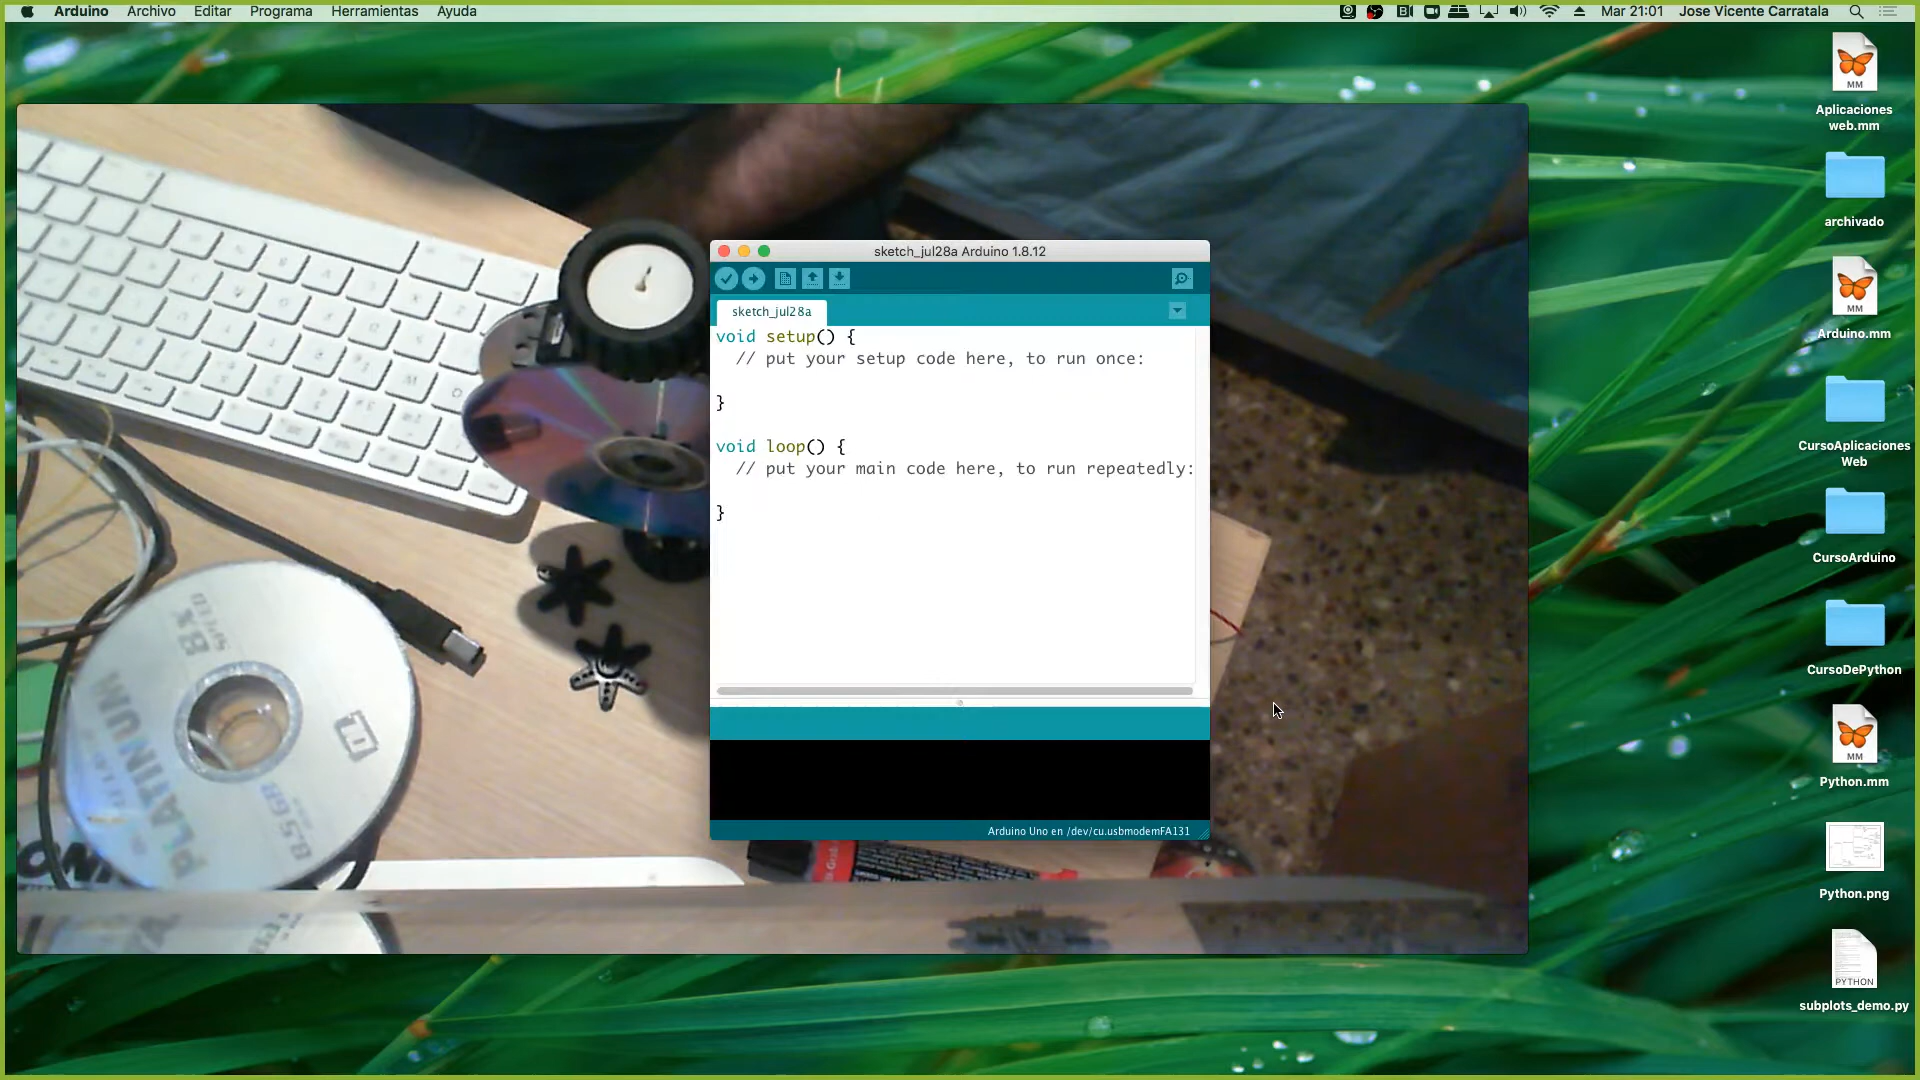 Arduino Archivo Editar Programa Herramientas Ayuda
Mar 21:01 Jose Vicente Carratala
Aplicaciones
web.mm
archivado
Arduino.mm
CursoAplicaciones
Web
CursoArduino
CursoDePython
Python.mm
Python.png
PYTHON
subplots_demo.py
MM
MM
MM
sketch_jul28a Arduino 1.8.12
sketch_jul28a
void setup() {
// put your setup code here, to run once:
}
void loop() {
// put your main code here, to run repeatedly:
}
Arduino Uno en /dev/cu.usbmodemFA131
8x
SPEED
PLATINUM
8.5GB